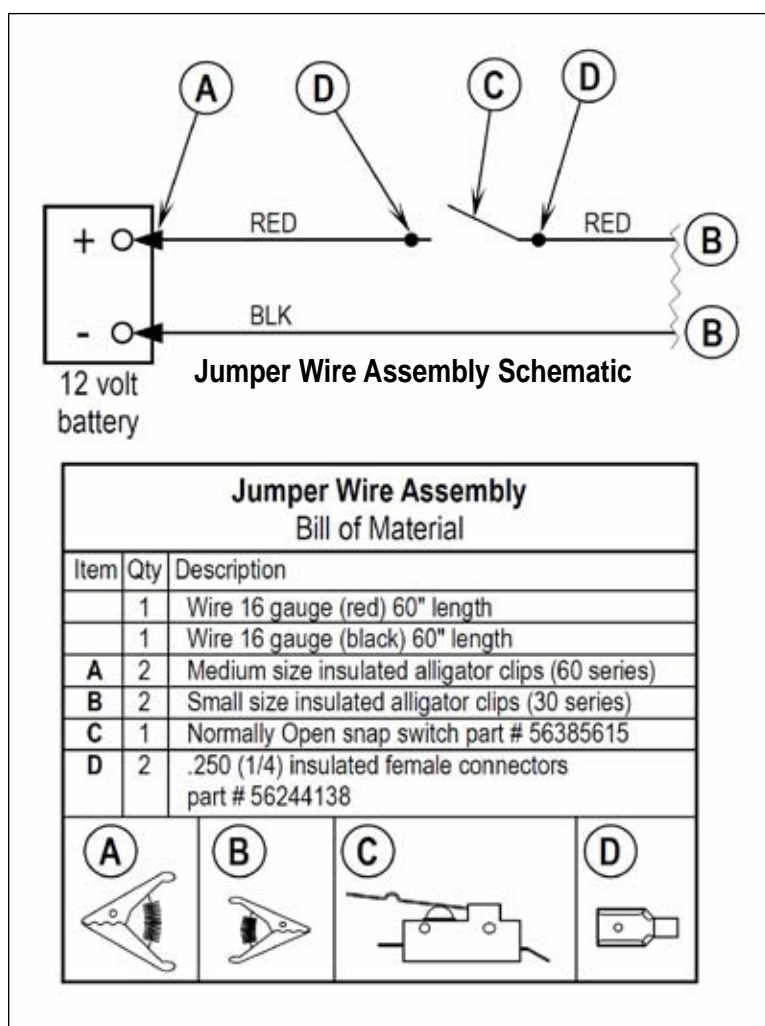 A D C D
+ RED RED B
- BLK B
12 volt
battery
Jumper Wire Assembly Schematic
Jumper Wire Assembly
Bill of Material
Item Qty Description
1 Wire 16 gauge (red) 60" length
1 Wire 16 gauge (black) 60" length
A 2 Medium size insulated alligator clips (60 series)
B 2 Small size insulated alligator clips (30 series)
C 1 Normally Open snap switch part # 56385615
D 2 .250 (1/4) insulated female connectors
part # 56244138
A B C D